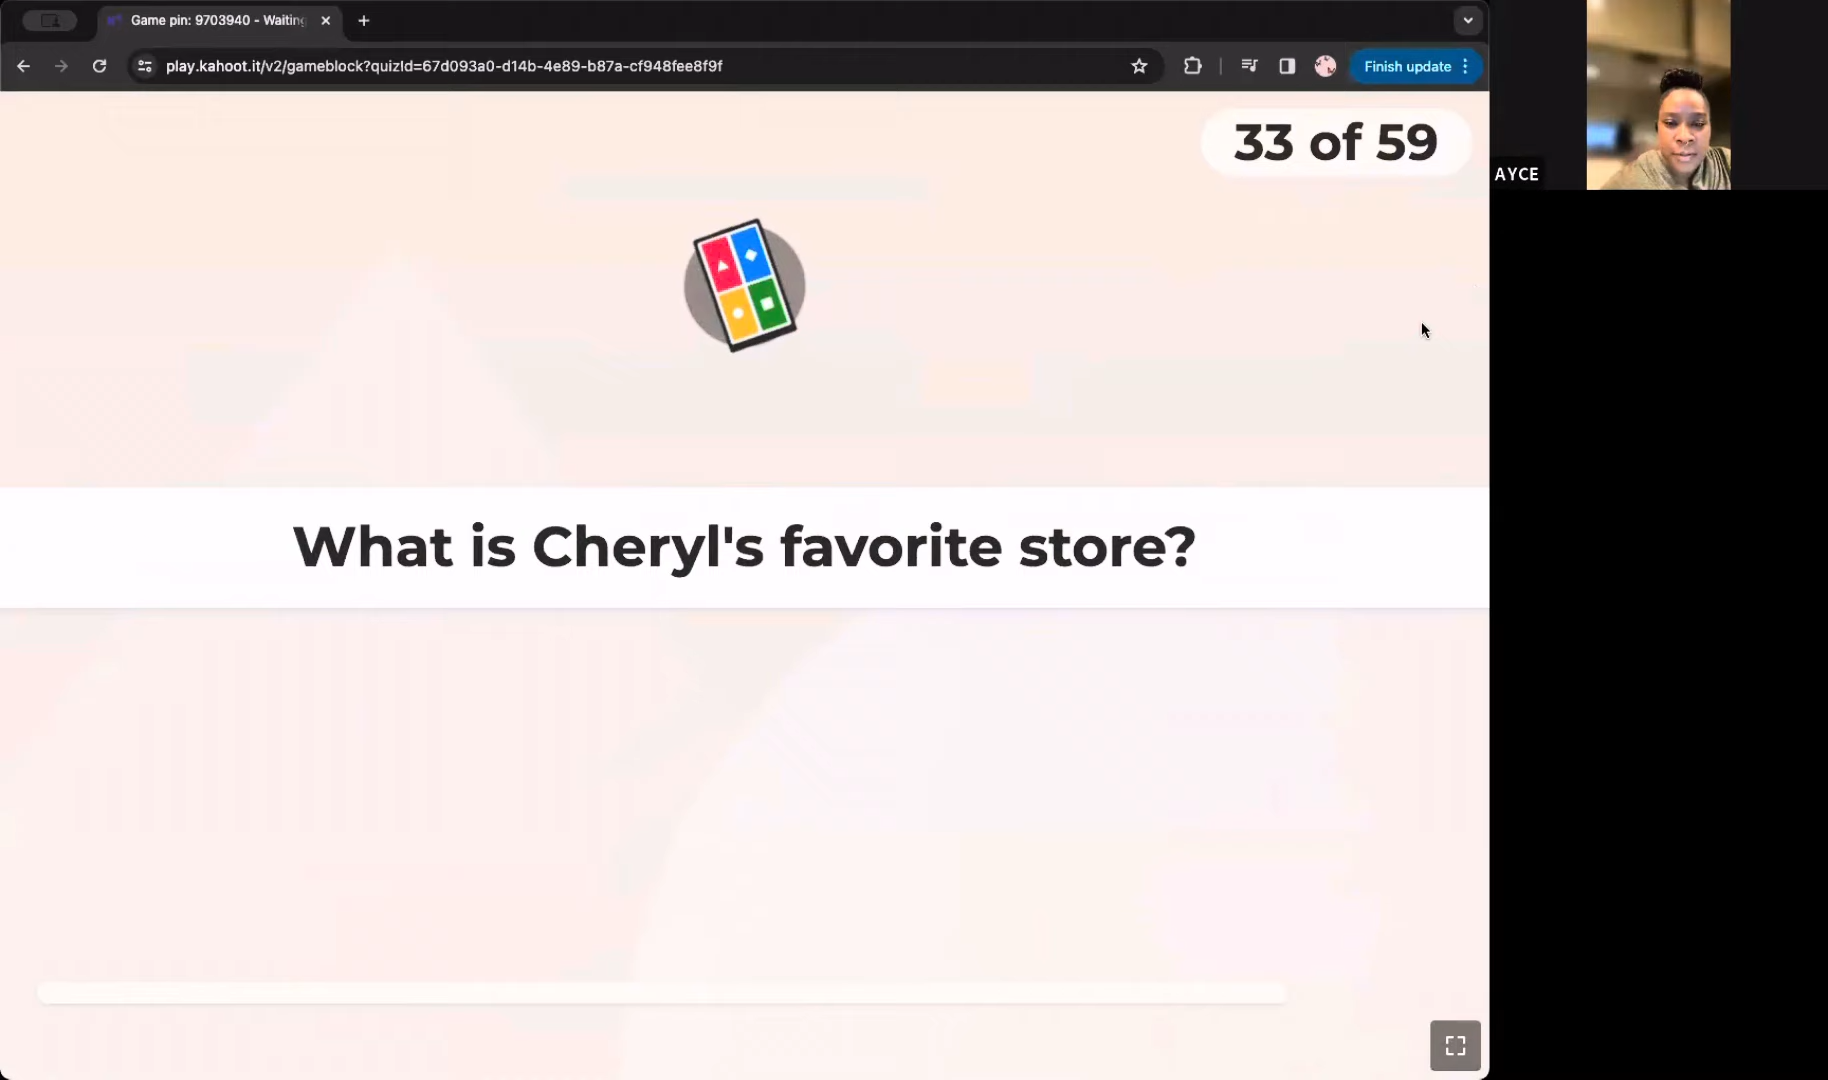 Game pin: 9703940 - Waitin
play.kahoot.it/v2/gameblock?quizId=67d093a0-d14b-4e89-b87a-cf948fee8f9f
Finish update
33 of 59
AYCE
What is Cheryl's favorite store?